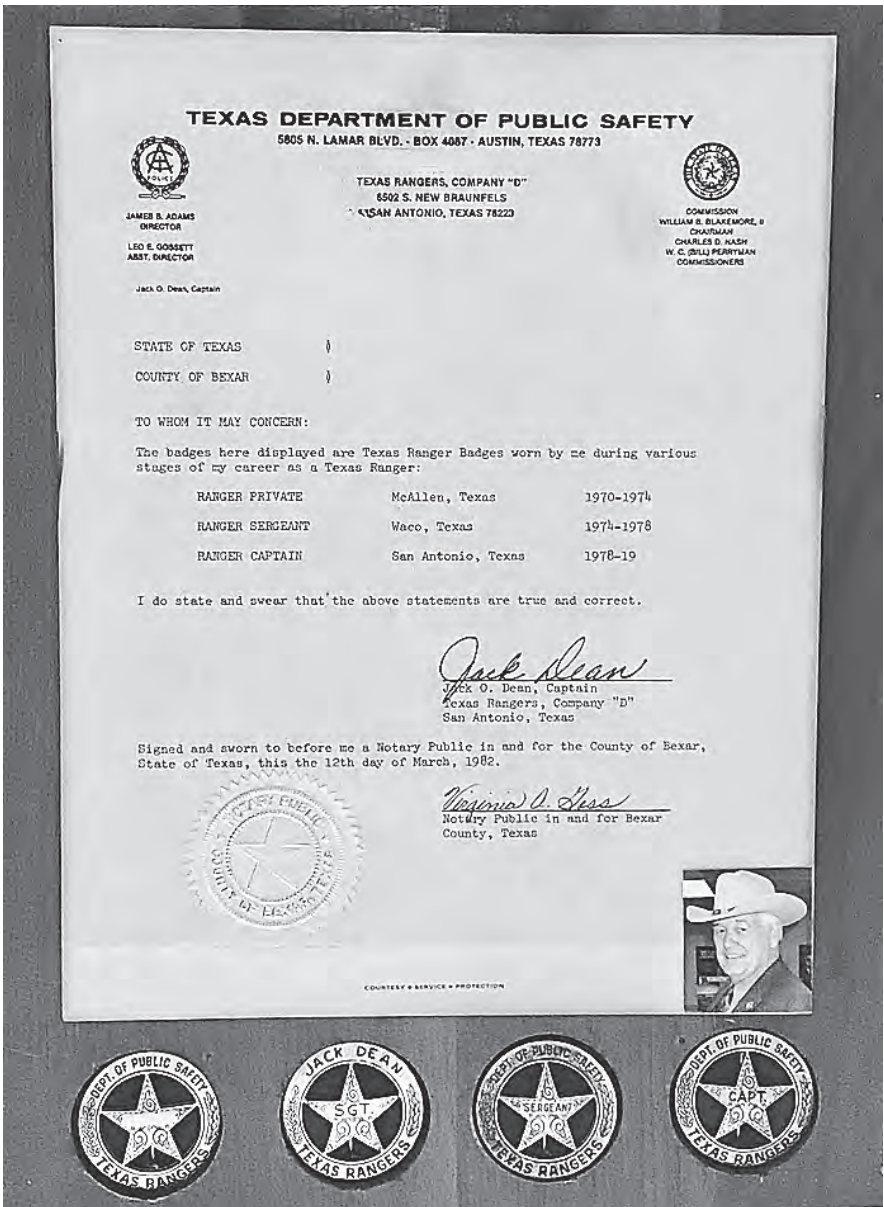 TEXAS DEPARTMENT OF PUBLIC SAFETY
5805 N. LAMAR BLVD. - BOX 4087 - AUSTIN, TEXAS 78773
POLICE
JAMES B. ADAMS
DIRECTOR
LEO E. GOSSETT
ASST. DIRECTOR
Jack O. Dean, Captain
TEXAS RANGERS, COMPANY "D"
6502 S. NEW BRAUNFELS
SAN ANTONIO, TEXAS 78223
COMMISSION
WILLIAM B. BLAKEMORE, II
CHAIRMAN
CHARLES D. NASH
W. C. (BILL) PERRYMAN
COMMISSIONERS
STATE OF TEXAS )
COUNTY OF BEXAR )
TO WHOM IT MAY CONCERN:
The badges here displayed are Texas Ranger Badges worn by me during various
stages of my career as a Texas Ranger:
RANGER PRIVATE McAllen, Texas 1970-1974
RANGER SERGEANT Waco, Texas 1974-1978
RANGER CAPTAIN San Antonio, Texas 1978-19
I do state and swear that the above statements are true and correct.
Jack Dean
Jack O. Dean, Captain
Texas Rangers, Company "D"
San Antonio, Texas
Signed and sworn to before me a Notary Public in and for the County of Bexar,
State of Texas, this the 12th day of March, 1982.
Virginia A. Gess
Notary Public in and for Bexar
County, Texas
NOTARY PUBLIC
COUNTY OF BEXAR TEXAS
COURTESY • SERVICE • PROTECTION
DEPT. OF PUBLIC SAFETY
TEXAS RANGERS
JACK DEAN
SGT.
TEXAS RANGERS
DEPT. OF PUBLIC SAFETY
SERGEANT
TEXAS RANGERS
DEPT. OF PUBLIC SAFETY
CAPT.
TEXAS RANGERS